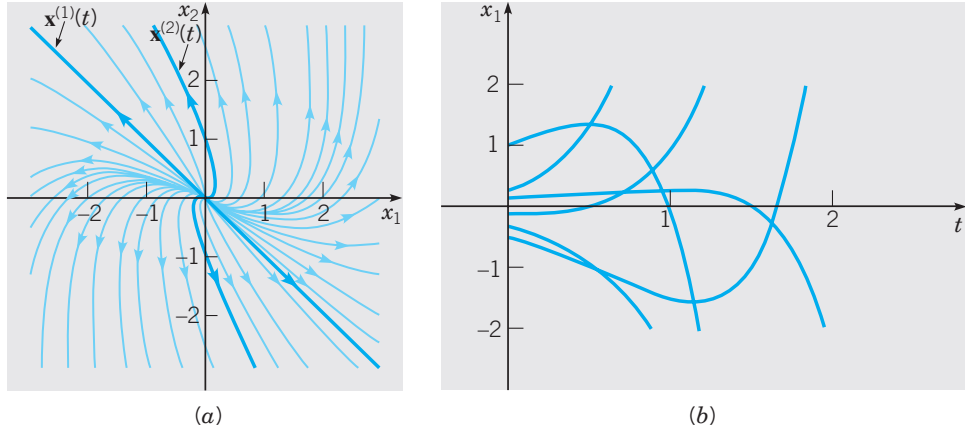 x₂
x⁽¹⁾(t)
x⁽²⁾(t)
2
1
−2 −1 1 2 x₁
−1
−2
(a)
x₁
2
1
1 2 t
−1
−2
(b)